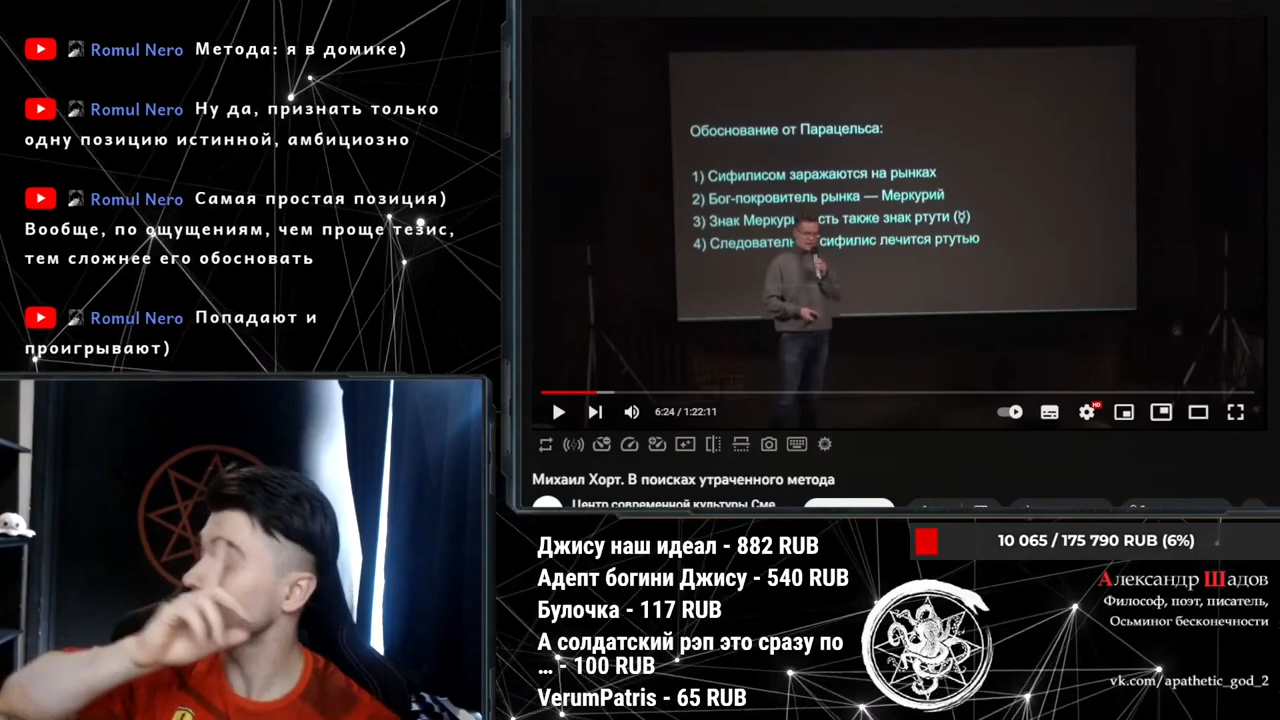 Romul Nero Метода: я в домике)
Romul Nero Ну да, признать только
одну позицию истинной, амбициозно
Romul Nero Самая простая позиция)
Вообще, по ощущениям, чем проще тезис,
тем сложнее его обосновать
Romul Nero Попадают и
проигрывают)
Обоснование от Парацельса:
1) Сифилисом заражаются на рынках
2) Бог-покровитель рынка — Меркурий
3) Знак Меркури сть также знак ртути (☿)
4) Следователь сифилис лечится ртутью
6:24 / 1:22:11
HD
Михаил Хорт. В поисках утраченного метода
Центр современной культуры Сме
Джису наш идеал - 882 RUB
Адепт богини Джису - 540 RUB
Булочка - 117 RUB
А солдатский рэп это сразу по
... - 100 RUB
VerumPatris - 65 RUB
10 065 / 175 790 RUB (6%)
Александр Шадов
Философ, поэт, писатель,
Осьминог бесконечности
vk.com/apathetic_god_2